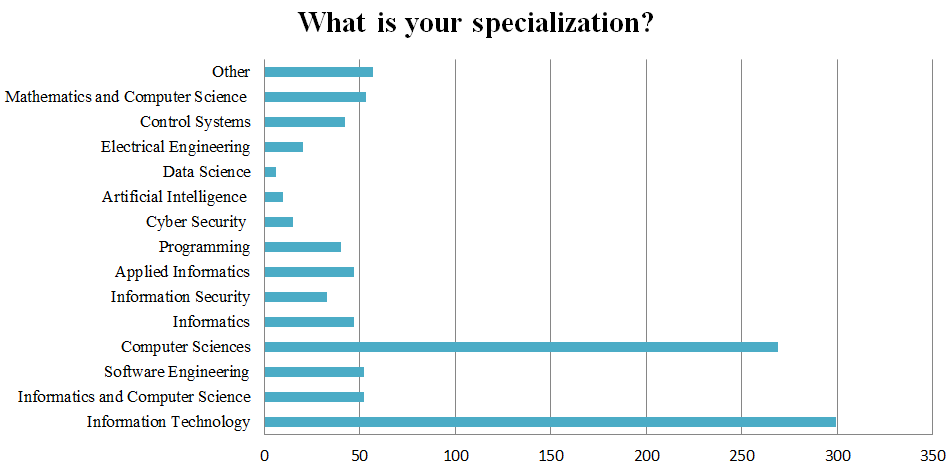 What is your specialization?
Other
Mathematics and Computer Science
Control Systems
Electrical Engineering
Data Science
Artificial Intelligence
Cyber Security
Programming
Applied Informatics
Information Security
Informatics
Computer Sciences
Software Engineering
Informatics and Computer Science
Information Technology
0 50 100 150 200 250 300 350